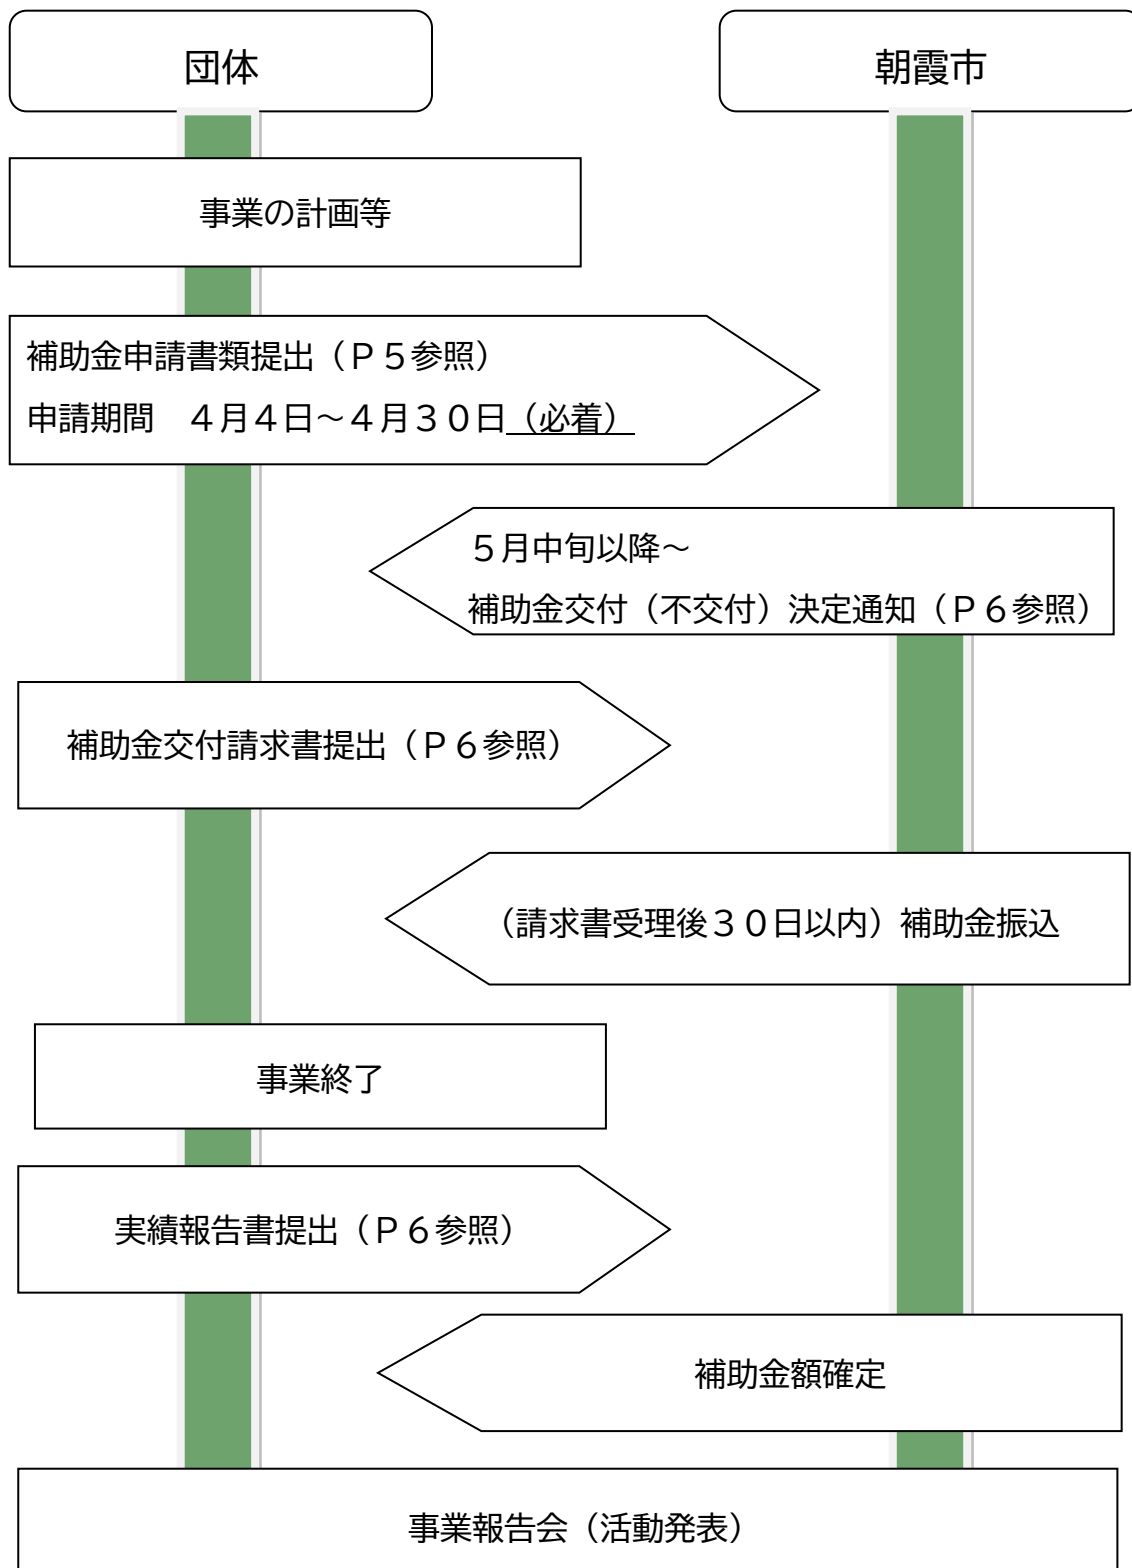 団体
朝霞市
事業の計画等
補助金申請書類提出（Ｐ５参照）
申請期間　４月４日～４月３０日（必着）
５月中旬以降～
補助金交付（不交付）決定通知（Ｐ６参照）
補助金交付請求書提出（Ｐ６参照）
（請求書受理後３０日以内）補助金振込
事業終了
実績報告書提出（Ｐ６参照）
補助金額確定
事業報告会（活動発表）